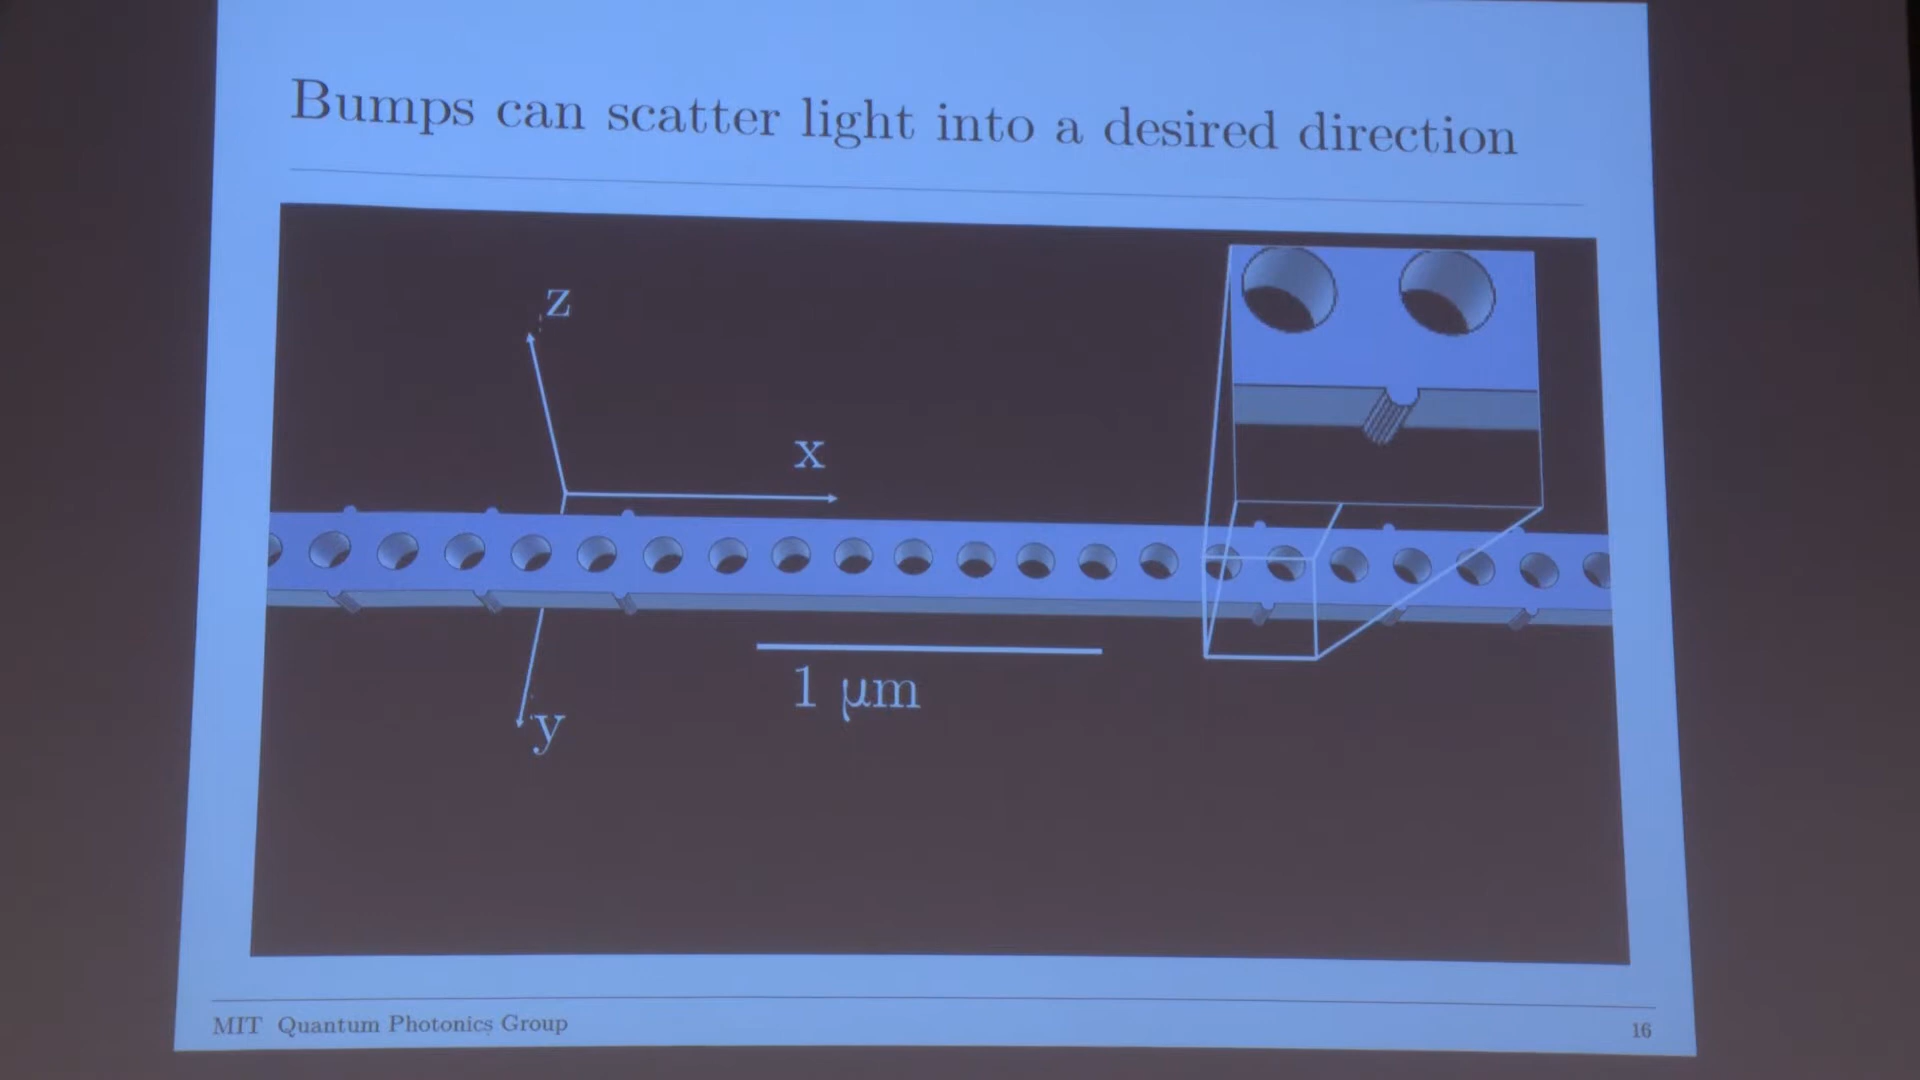 Bumps can scatter light into a desired direction
z
x
y
1 μm
MIT Quantum Photonics Group
16